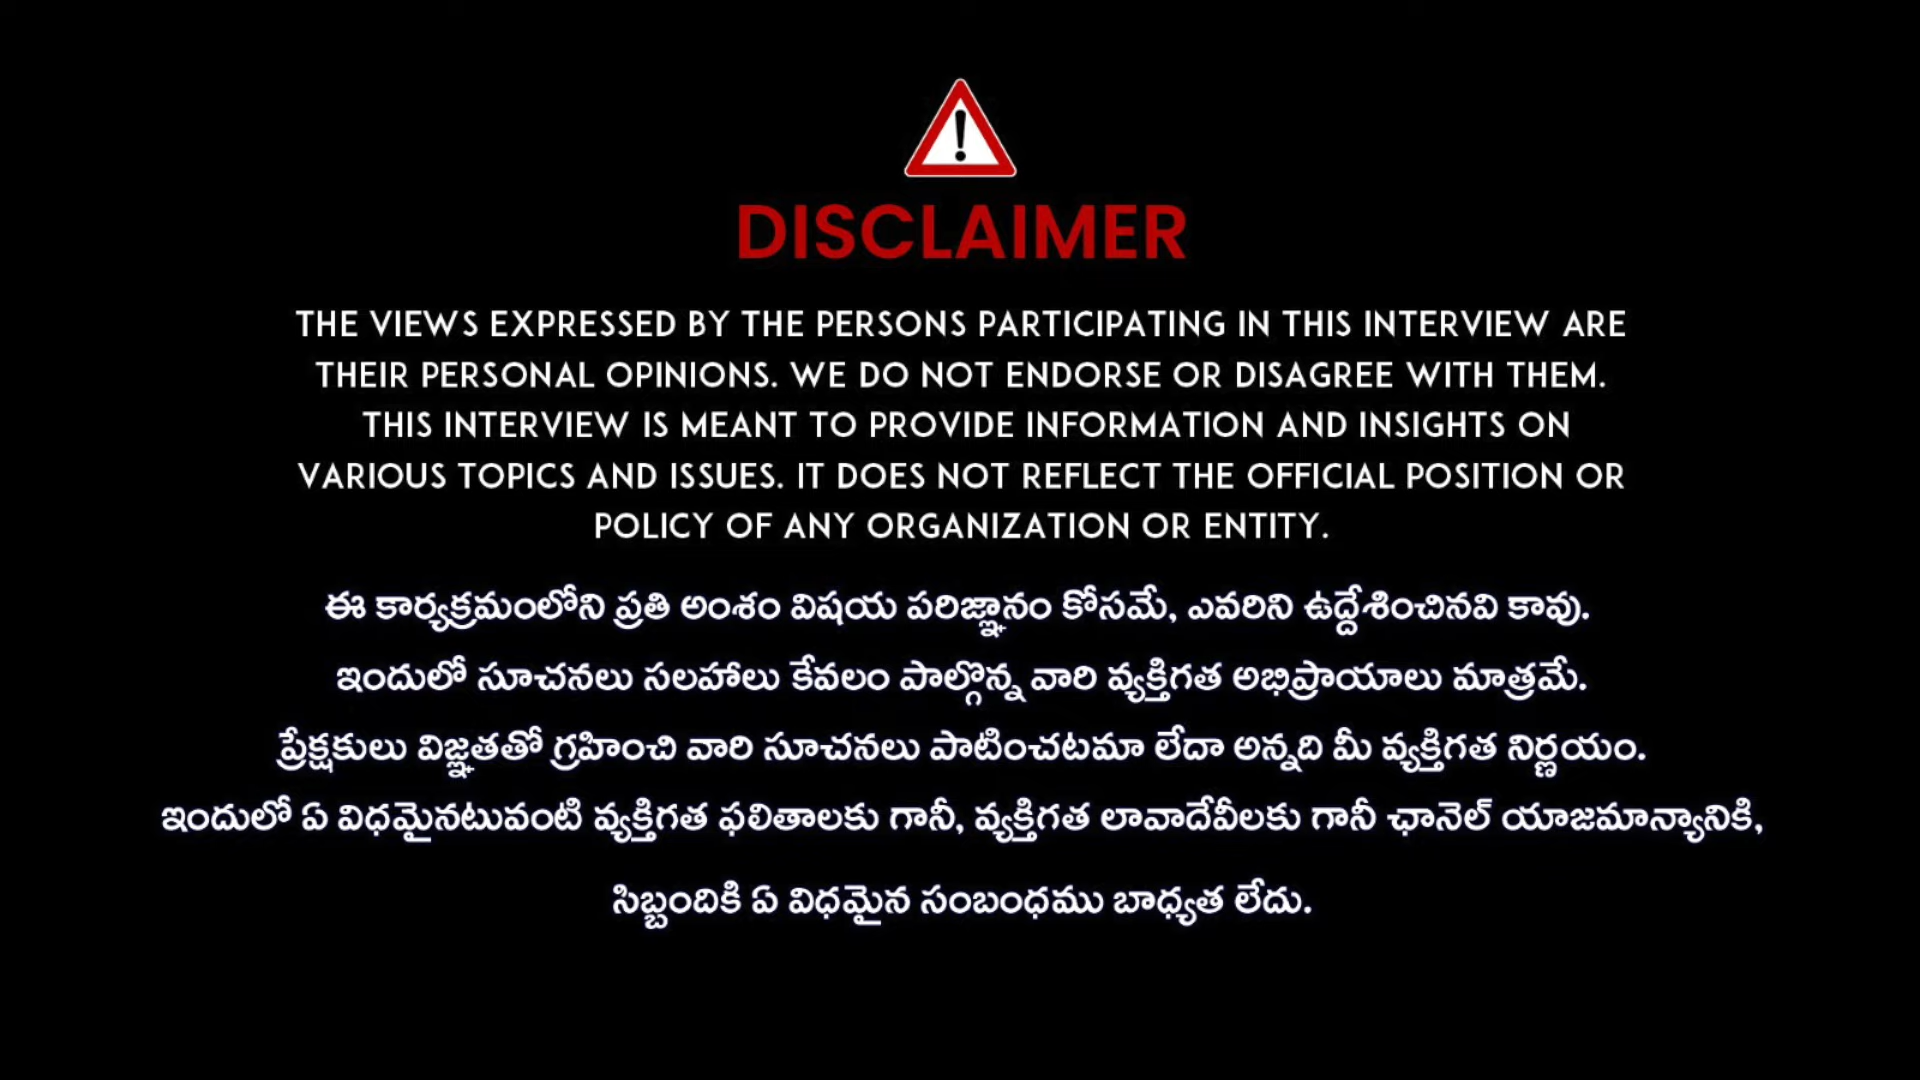 DISCLAIMER
THE VIEWS EXPRESSED BY THE PERSONS PARTICIPATING IN THIS INTERVIEW ARE
THEIR PERSONAL OPINIONS. WE DO NOT ENDORSE OR DISAGREE WITH THEM.
THIS INTERVIEW IS MEANT TO PROVIDE INFORMATION AND INSIGHTS ON
VARIOUS TOPICS AND ISSUES. IT DOES NOT REFLECT THE OFFICIAL POSITION OR
POLICY OF ANY ORGANIZATION OR ENTITY.
ఈ కార్యక్రమంలోని ప్రతి అంశం విషయ పరిజ్ఞానం కోసమే, ఎవరిని ఉద్దేశించినవి కావు.
ఇందులో సూచనలు సలహాలు కేవలం పాల్గొన్న వారి వ్యక్తిగత అభిప్రాయాలు మాత్రమే.
ప్రేక్షకులు విజ్ఞతతో గ్రహించి వారి సూచనలు పాటించటమా లేదా అన్నది మీ వ్యక్తిగత నిర్ణయం.
ఇందులో ఏ విధమైనటువంటి వ్యక్తిగత ఫలితాలకు గానీ, వ్యక్తిగత లావాదేవీలకు గానీ ఛానెల్ యాజమాన్యానికి,
సిబ్బందికి ఏ విధమైన సంబంధము బాధ్యత లేదు.